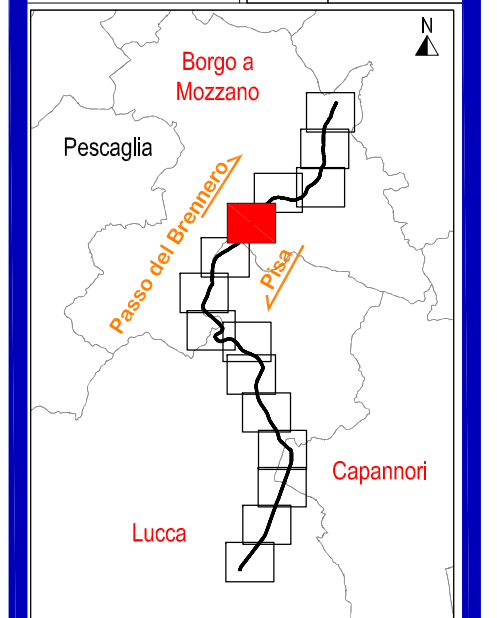 N
Borgo a
Mozzano
Pescaglia
Passo del Brennero
Pisa
Capannori
Lucca